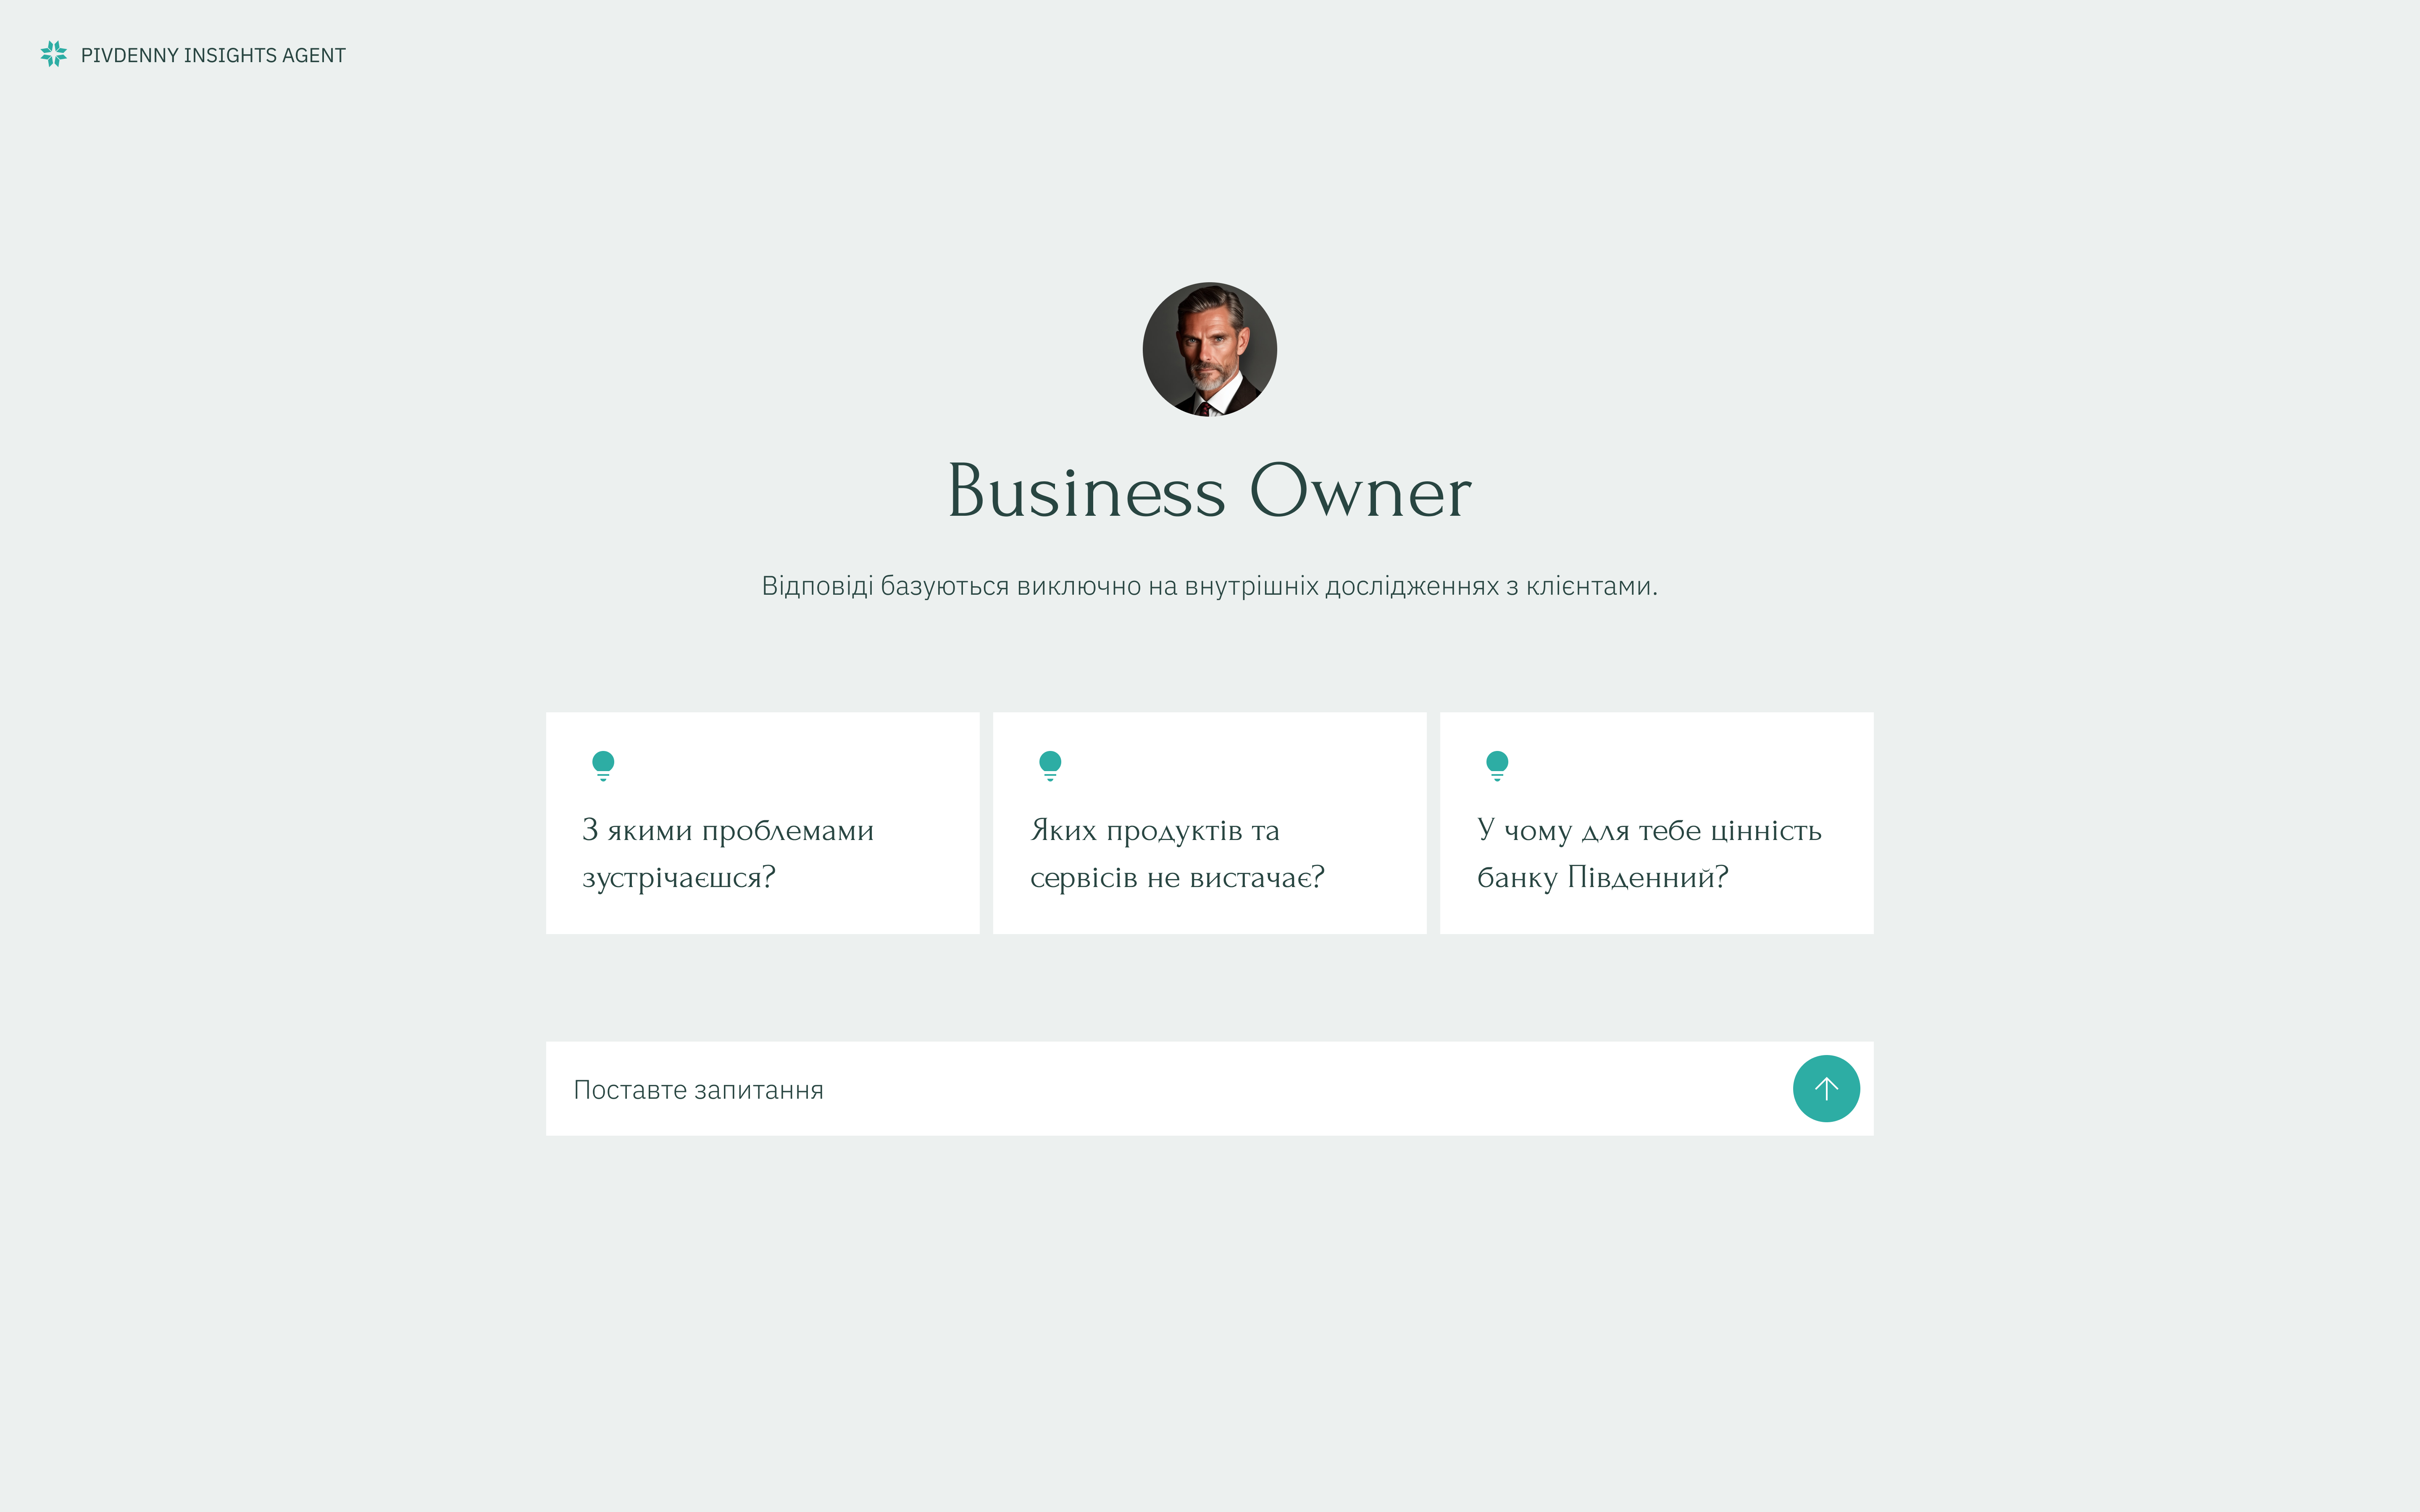 PIVDENNY INSIGHTS AGENT
Business Owner
Відповіді базуються виключно на внутрішніх дослідженнях з клієнтами.
З якими проблемами
зустрічаєшся?
Яких продуктів та
сервісів не вистачає?
У чому для тебе цінність
банку Південний?
Поставте запитання